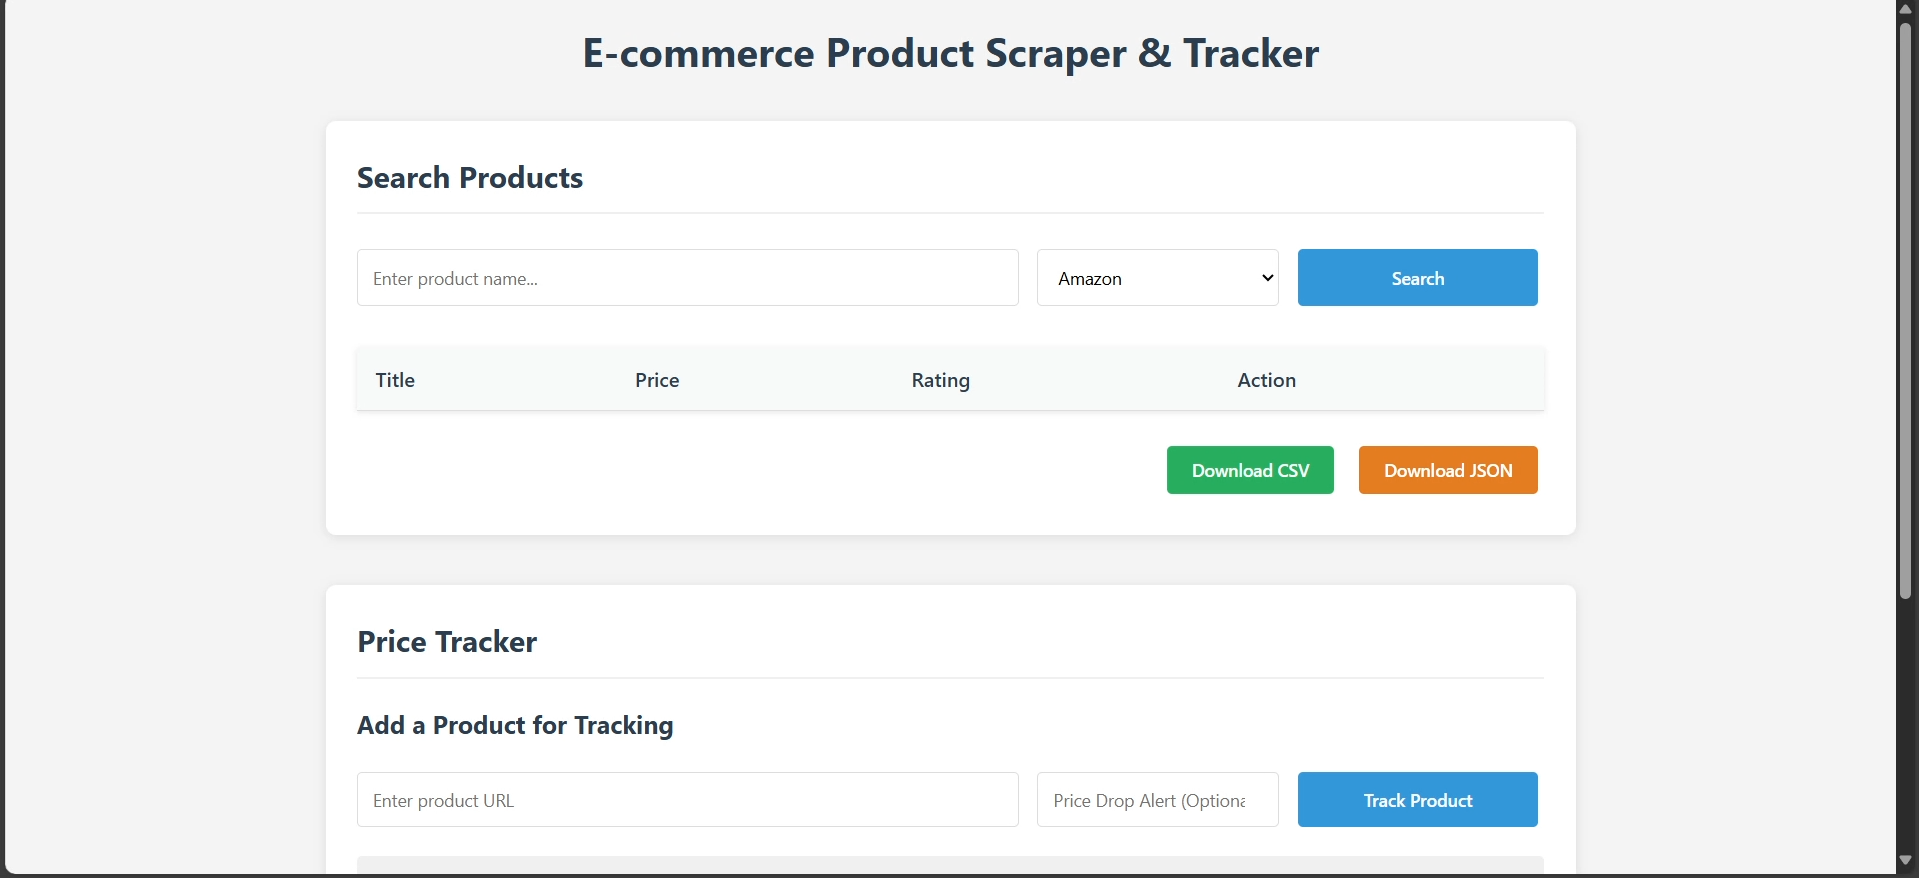 E-commerce Product Scraper & Tracker
Search Products
Enter product name...
Amazon
Search
Title Price Rating Action
Download CSV Download JSON
Price Tracker
Add a Product for Tracking
Enter product URL
Price Drop Alert (Optiona
Track Product